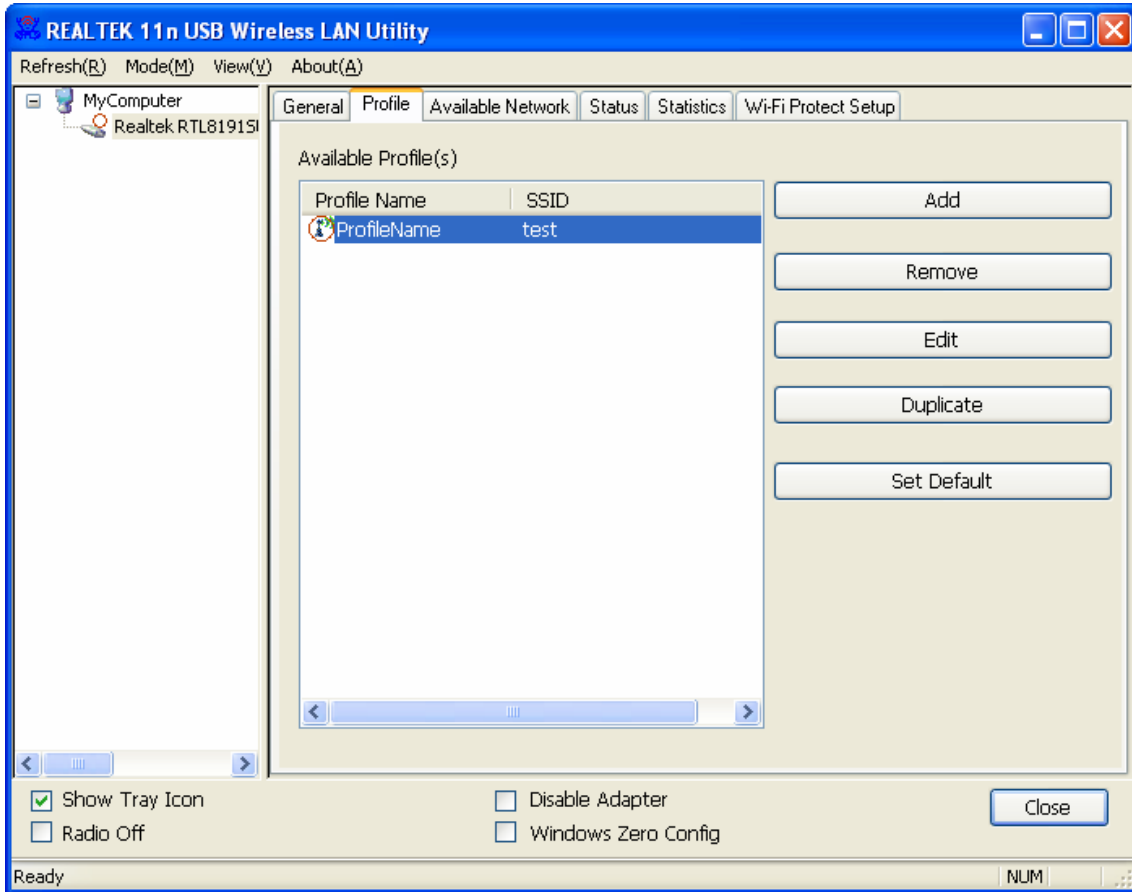 REALTEK 11n USB Wireless LAN Utility
Refresh(R) Mode(M) View(V) About(A)
MyComputer
Realtek RTL8191S
General Profile Available Network Status Statistics Wi-Fi Protect Setup
Available Profile(s)
Profile Name SSID
ProfileName test
Add
Remove
Edit
Duplicate
Set Default
Show Tray Icon
Radio Off
Disable Adapter
Windows Zero Config
Close
Ready
NUM